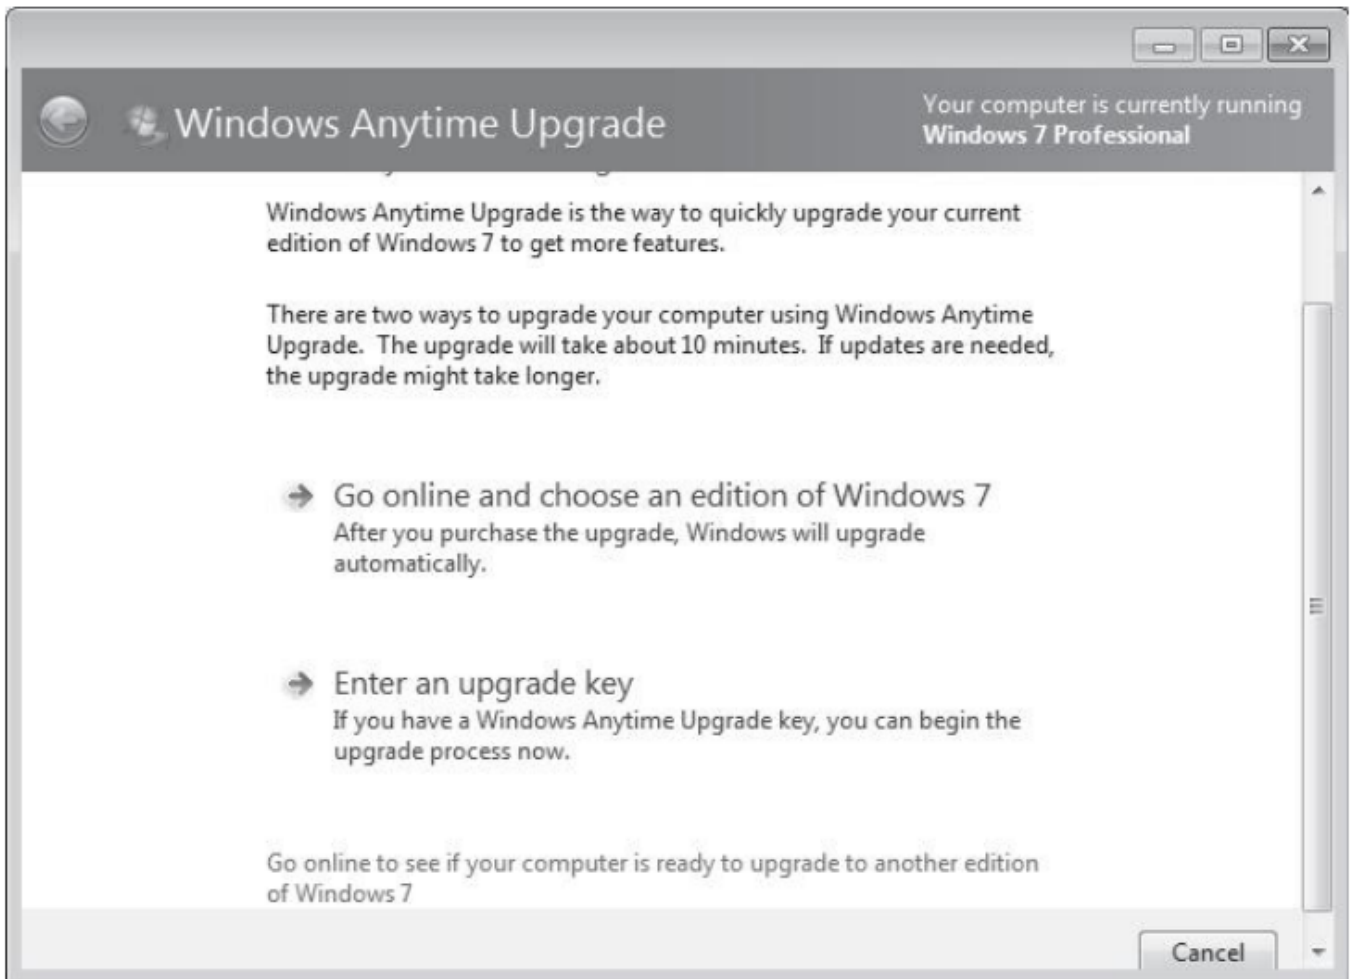 Windows Anytime Upgrade
Your computer is currently running
Windows 7 Professional
Windows Anytime Upgrade is the way to quickly upgrade your current
edition of Windows 7 to get more features.
There are two ways to upgrade your computer using Windows Anytime
Upgrade.  The upgrade will take about 10 minutes.  If updates are needed,
the upgrade might take longer.
Go online and choose an edition of Windows 7
After you purchase the upgrade, Windows will upgrade
automatically.
Enter an upgrade key
If you have a Windows Anytime Upgrade key, you can begin the
upgrade process now.
Go online to see if your computer is ready to upgrade to another edition
of Windows 7
Cancel